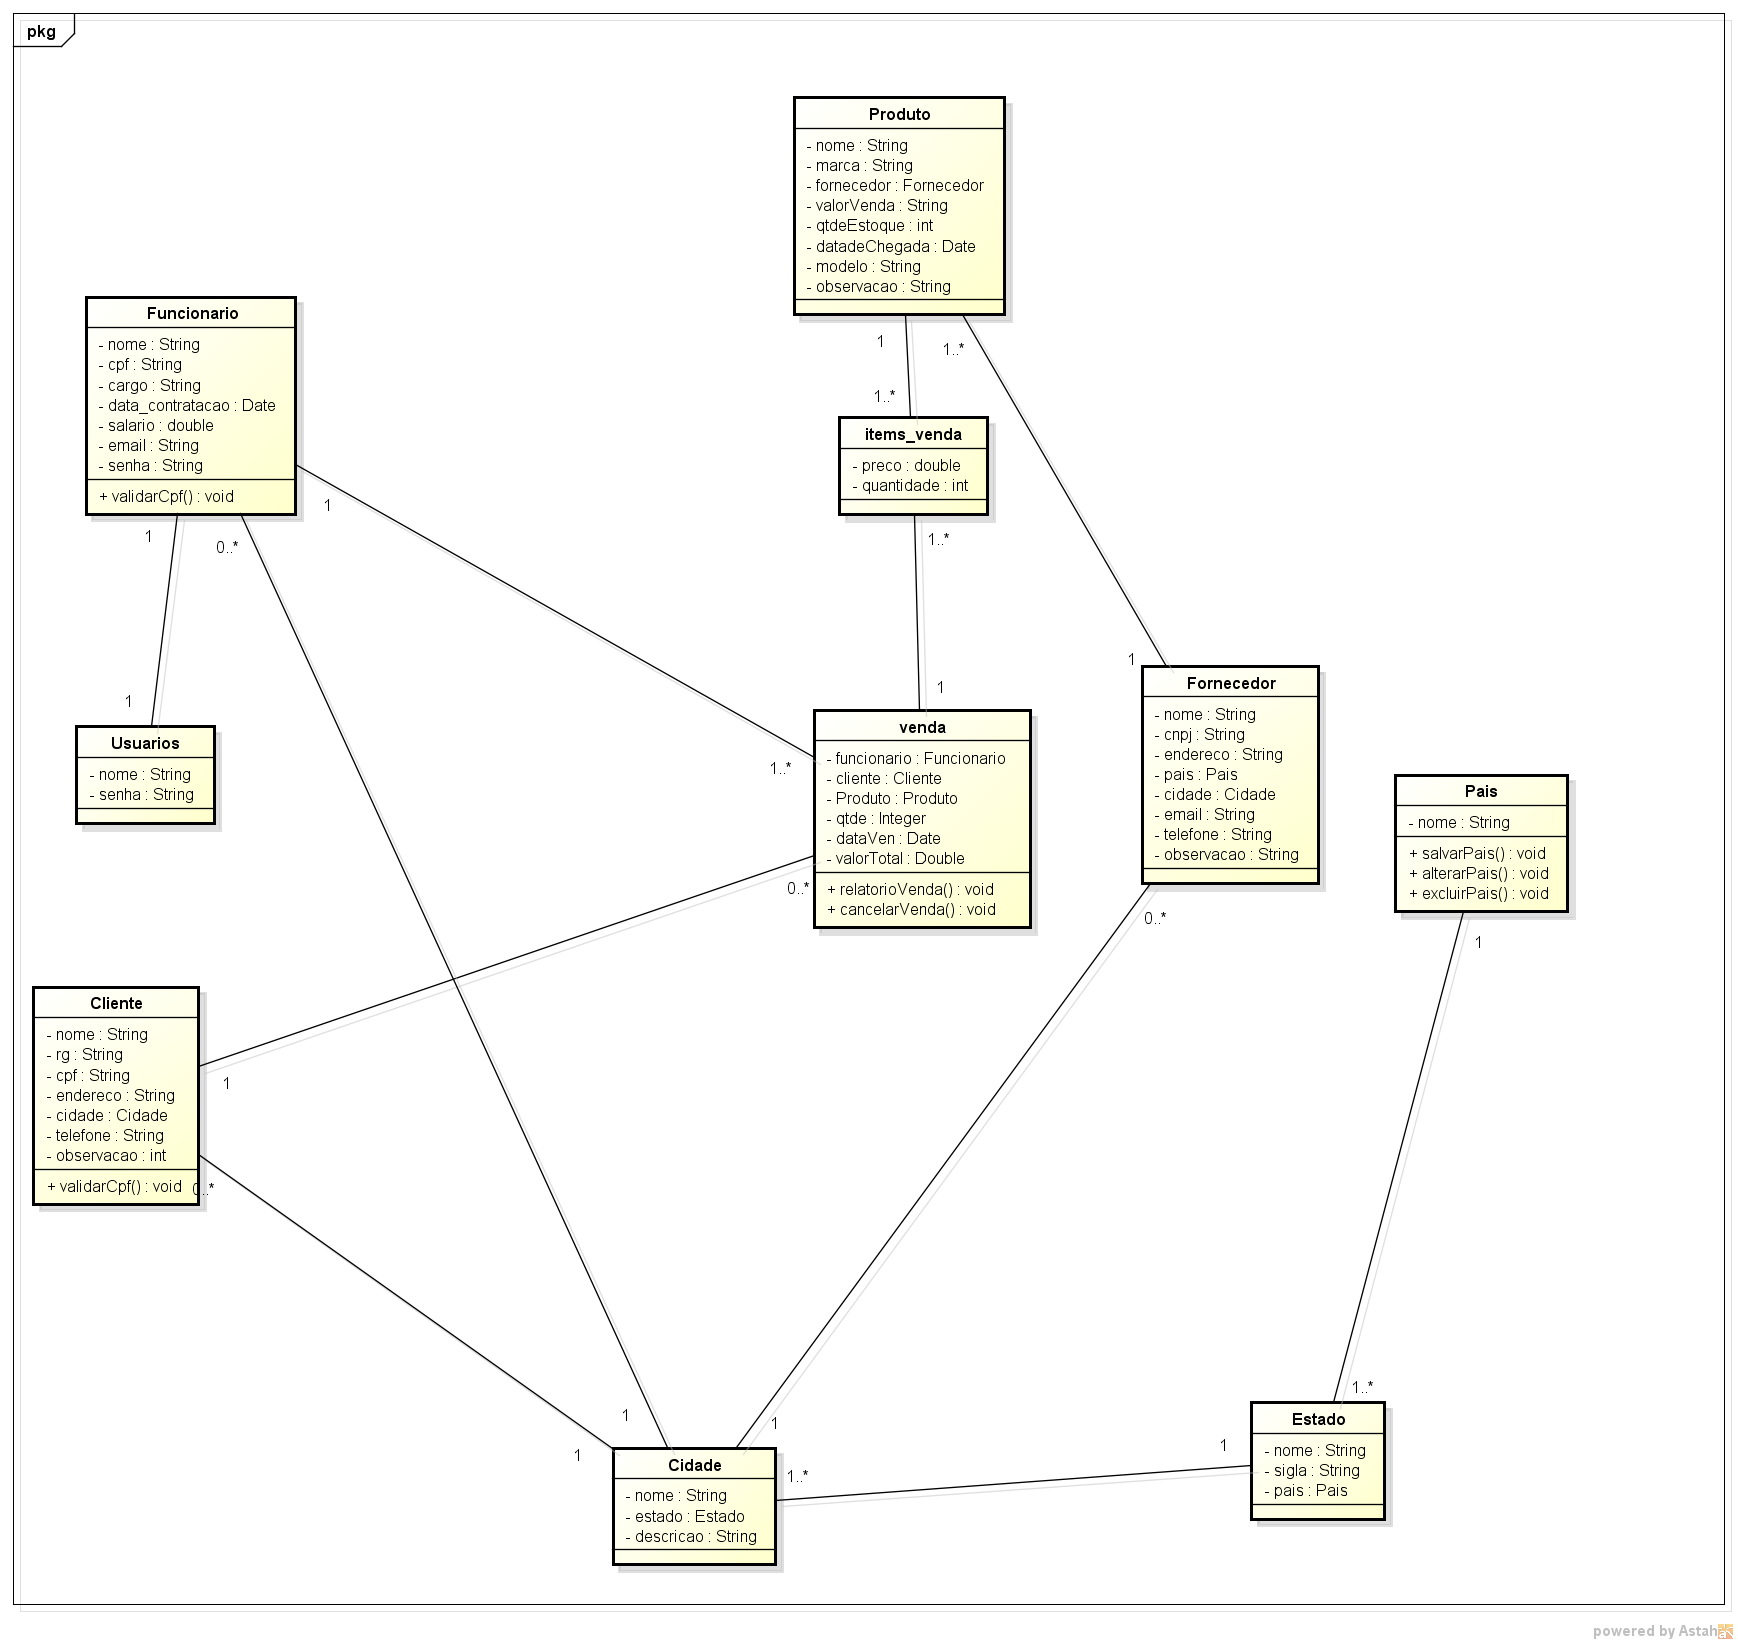 pkg
Produto
- nome : String
- marca : String
- fornecedor : Fornecedor
- valorVenda : String
- qtdeEstoque : int
- datadeChegada : Date
- modelo : String
- observacao : String
1
1..*
1..*
1
items_venda
- preco : double
- quantidade : int
1..*
1
Funcionario
- nome : String
- cpf : String
- cargo : String
- data_contratacao : Date
- salario : double
- email : String
- senha : String
+ validarCpf() : void
1
1..*
1
1
0..*
1
Usuarios
- nome : String
- senha : String
venda
- funcionario : Funcionario
- cliente : Cliente
- Produto : Produto
- qtde : Integer
- dataVen : Date
- valorTotal : Double
+ relatorioVenda() : void
+ cancelarVenda() : void
0..*
1
Fornecedor
- nome : String
- cnpj : String
- endereco : String
- pais : Pais
- cidade : Cidade
- email : String
- telefone : String
- observacao : String
0..*
1
Pais
- nome : String
+ salvarPais() : void
+ alterarPais() : void
+ excluirPais() : void
1
1..*
Cliente
- nome : String
- rg : String
- cpf : String
- endereco : String
- cidade : Cidade
- telefone : String
- observacao : int
+ validarCpf() : void
0..*
1
Cidade
- nome : String
- estado : Estado
- descricao : String
1..*
1
Estado
- nome : String
- sigla : String
- pais : Pais
powered by Astah